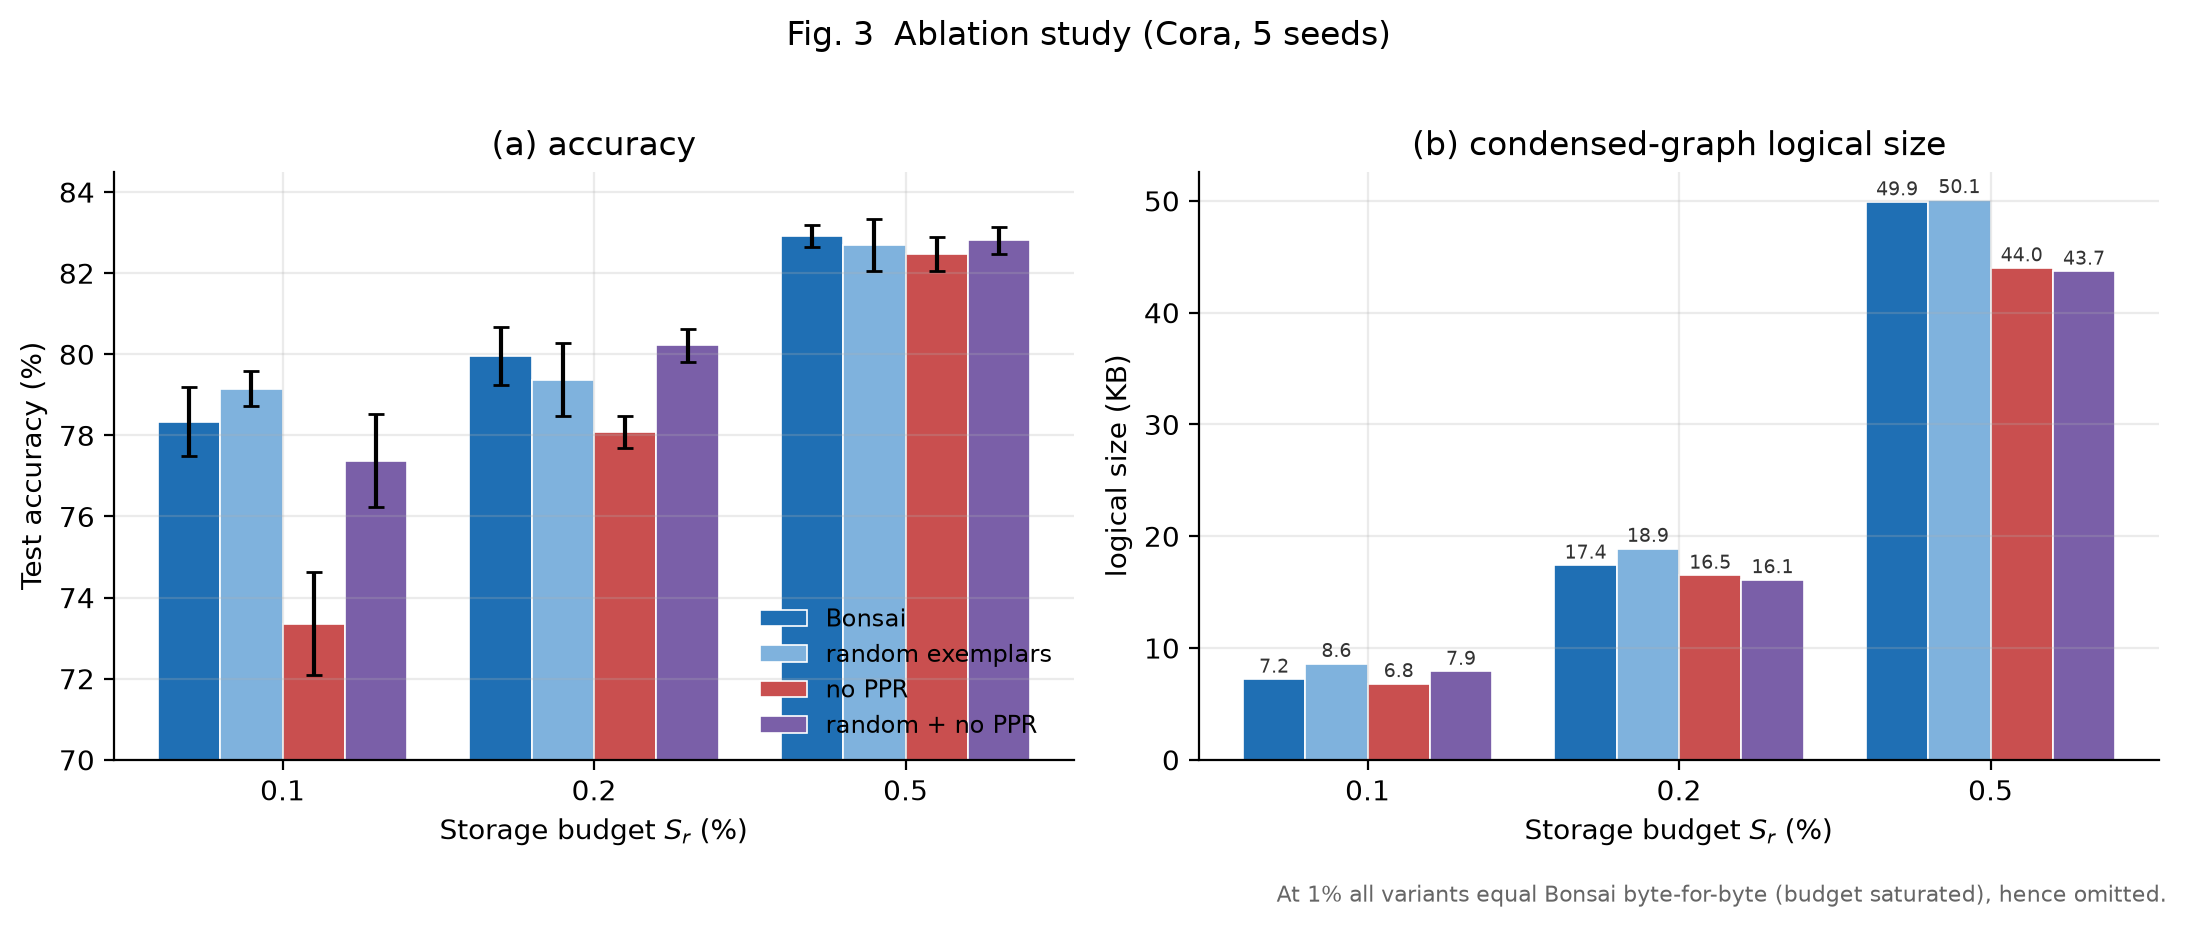 Fig. 3  Ablation study (Cora, 5 seeds)
(a) accuracy
84
82
80
78
76
74
72
70
Test accuracy (%)
0.1
0.2
0.5
Storage budget S_r (%)
Bonsai
random exemplars
no PPR
random + no PPR
(b) condensed-graph logical size
50
40
30
20
10
0
logical size (KB)
7.2
8.6
6.8
7.9
17.4
18.9
16.5
16.1
49.9
50.1
44.0
43.7
0.1
0.2
0.5
Storage budget S_r (%)
At 1% all variants equal Bonsai byte-for-byte (budget saturated), hence omitted.